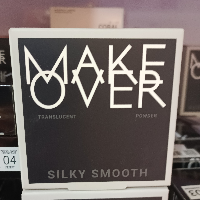 MAKE
OVER
TRANSLUCENT POWDER
SILKY SMOOTH
04